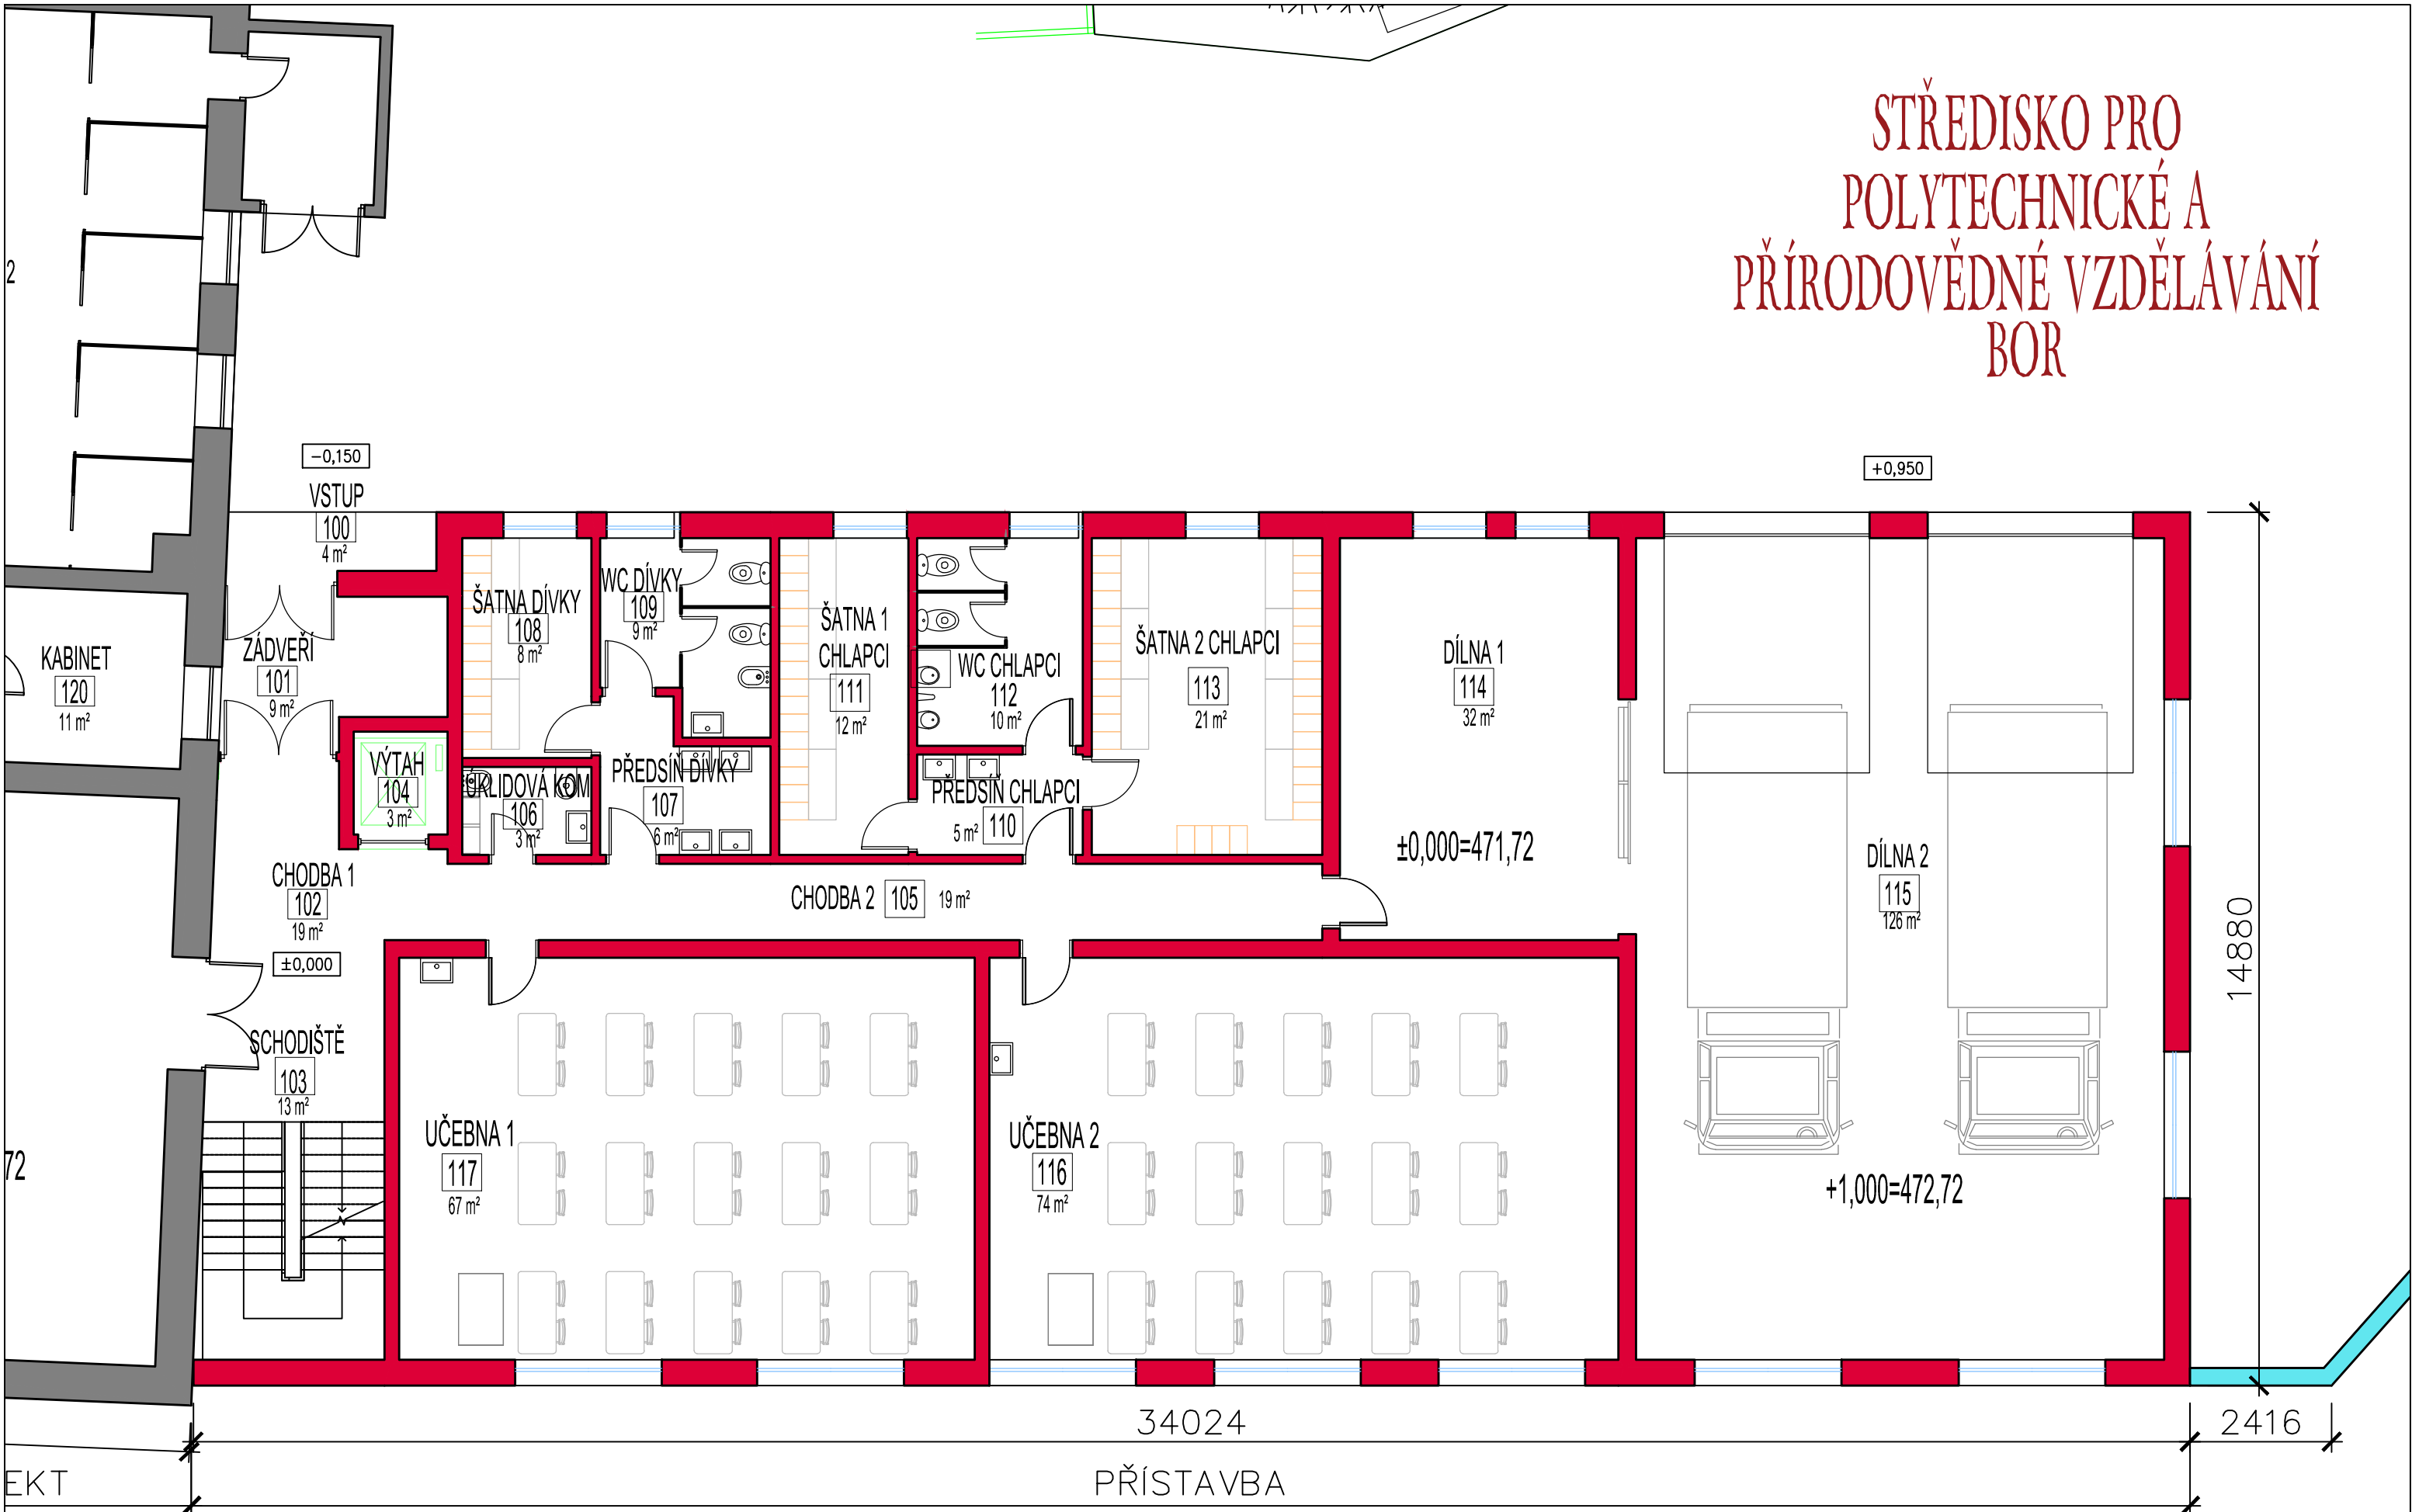 STŘEDISKO PRO
POLYTECHNICKÉ A
PŘÍRODOVĚDNÉ VZDĚLÁVÁNÍ
BOR
2
−0,150
+0,950
VSTUP
100
4 m²
ŠATNA DÍVKY
108
8 m²
WC DÍVKY
109
9 m²
ŠATNA 1
CHLAPCI
111
12 m²
WC CHLAPCI
112
10 m²
ŠATNA 2 CHLAPCI
113
21 m²
DÍLNA 1
114
32 m²
KABINET
120
11 m²
ZÁDVEŘÍ
101
9 m²
VÝTAH
104
3 m²
ÚKLIDOVÁ KOM
106
3 m²
PŘEDSÍŇ DÍVKY
107
6 m²
PŘEDSÍŇ CHLAPCI
5 m² 110
±0,000=471,72
DÍLNA 2
115
126 m²
CHODBA 1
102
19 m²
±0,000
CHODBA 2 105 19 m²
14880
SCHODIŠTĚ
103
13 m²
UČEBNA 1
117
67 m²
UČEBNA 2
116
74 m²
72
+1,000=472,72
34024
2416
EKT
PŘÍSTAVBA